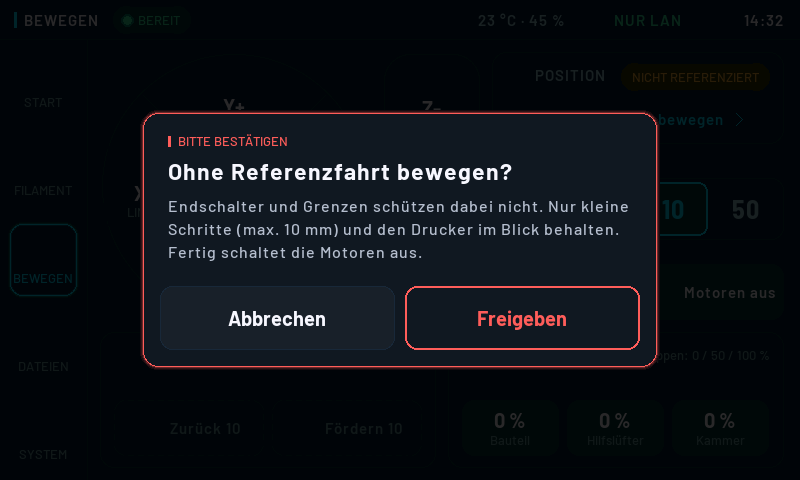 BEWEGEN
BEREIT
23 °C · 45 %
NUR LAN
14:32
START
FILAMENT
BEWEGEN
DATEIEN
SYSTEM
Y+
Z-
POSITION
NICHT REFERENZIERT
bewegen
10
50
Motoren aus
BITTE BESTÄTIGEN
Ohne Referenzfahrt bewegen?
Endschalter und Grenzen schützen dabei nicht. Nur kleine
Schritte (max. 10 mm) und den Drucker im Blick behalten.
Fertig schaltet die Motoren aus.
Abbrechen
Freigeben
0 / 50 / 100 %
Zurück 10
Fördern 10
0 %
Bauteil
0 %
Hilfslüfter
0 %
Kammer